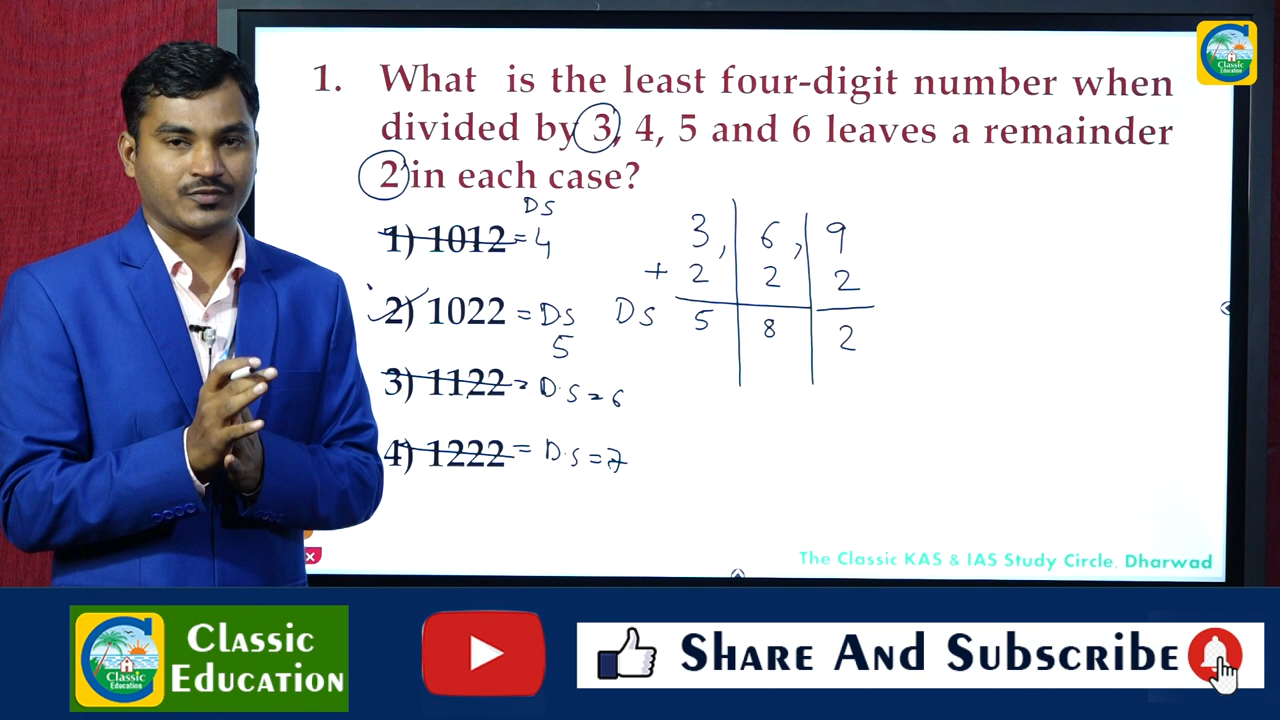 1. What is the least four-digit number when
divided by 3, 4, 5 and 6 leaves a remainder
2 in each case?
DS
1) 1012 = 4
2) 1022 = DS
5
3) 1122 = D.S = 6
4) 1222 = D.S = 7
3, 6, 9
+ 2 2 2
DS 5 8 2
The Classic KAS & IAS Study Circle, Dharwad
Classic
Education
Classic
Education
Classic
Education
SHARE AND SUBSCRIBE